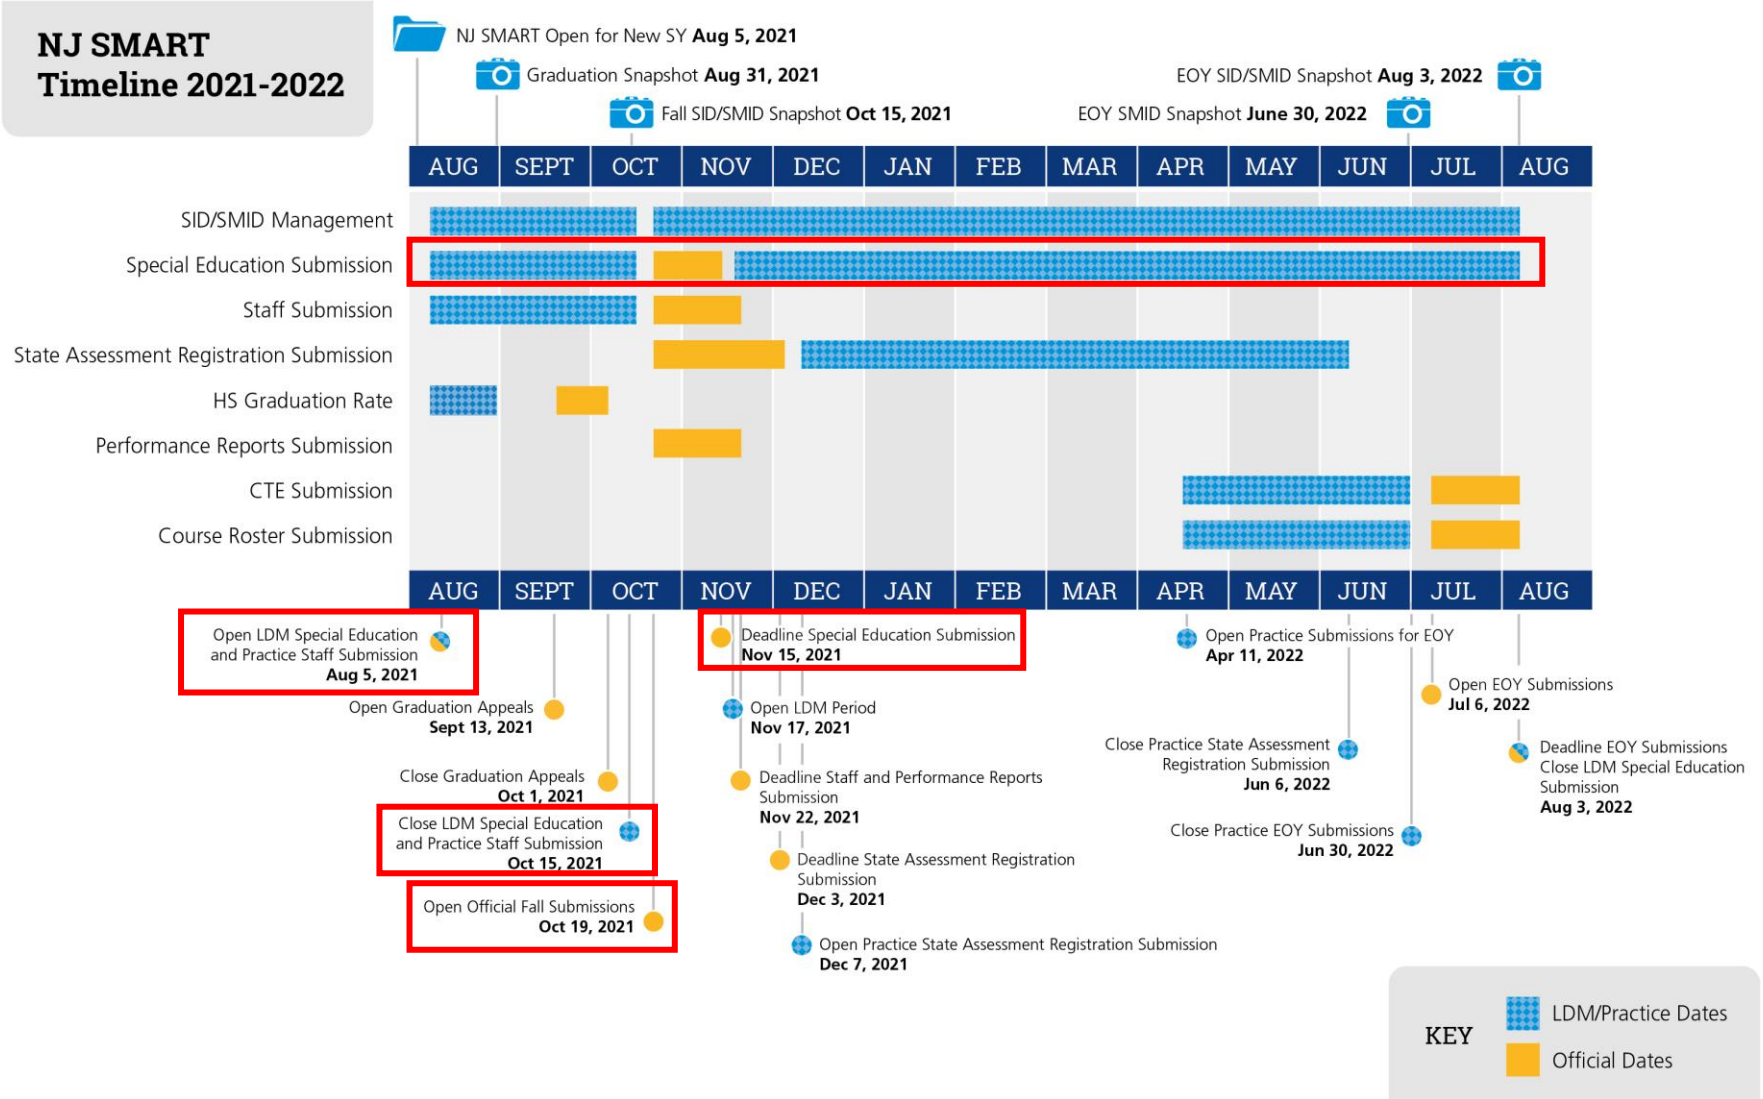 NJ SMART
Timeline 2021-2022
NJ SMART Open for New SY Aug 5, 2021
Graduation Snapshot Aug 31, 2021
Fall SID/SMID Snapshot Oct 15, 2021
EOY SID/SMID Snapshot Aug 3, 2022
EOY SMID Snapshot June 30, 2022
AUG SEPT OCT NOV DEC JAN FEB MAR APR MAY JUN JUL AUG
SID/SMID Management
Special Education Submission
Staff Submission
State Assessment Registration Submission
HS Graduation Rate
Performance Reports Submission
CTE Submission
Course Roster Submission
AUG SEPT OCT NOV DEC JAN FEB MAR APR MAY JUN JUL AUG
Open LDM Special Education
and Practice Staff Submission
Aug 5, 2021
Open Graduation Appeals
Sept 13, 2021
Close Graduation Appeals
Oct 1, 2021
Close LDM Special Education
and Practice Staff Submission
Oct 15, 2021
Open Official Fall Submissions
Oct 19, 2021
Deadline Special Education Submission
Nov 15, 2021
Open LDM Period
Nov 17, 2021
Deadline Staff and Performance Reports
Submission
Nov 22, 2021
Deadline State Assessment Registration
Submission
Dec 3, 2021
Open Practice State Assessment Registration Submission
Dec 7, 2021
Open Practice Submissions for EOY
Apr 11, 2022
Close Practice State Assessment
Registration Submission
Jun 6, 2022
Close Practice EOY Submissions
Jun 30, 2022
Open EOY Submissions
Jul 6, 2022
Deadline EOY Submissions
Close LDM Special Education
Submission
Aug 3, 2022
KEY
LDM/Practice Dates
Official Dates